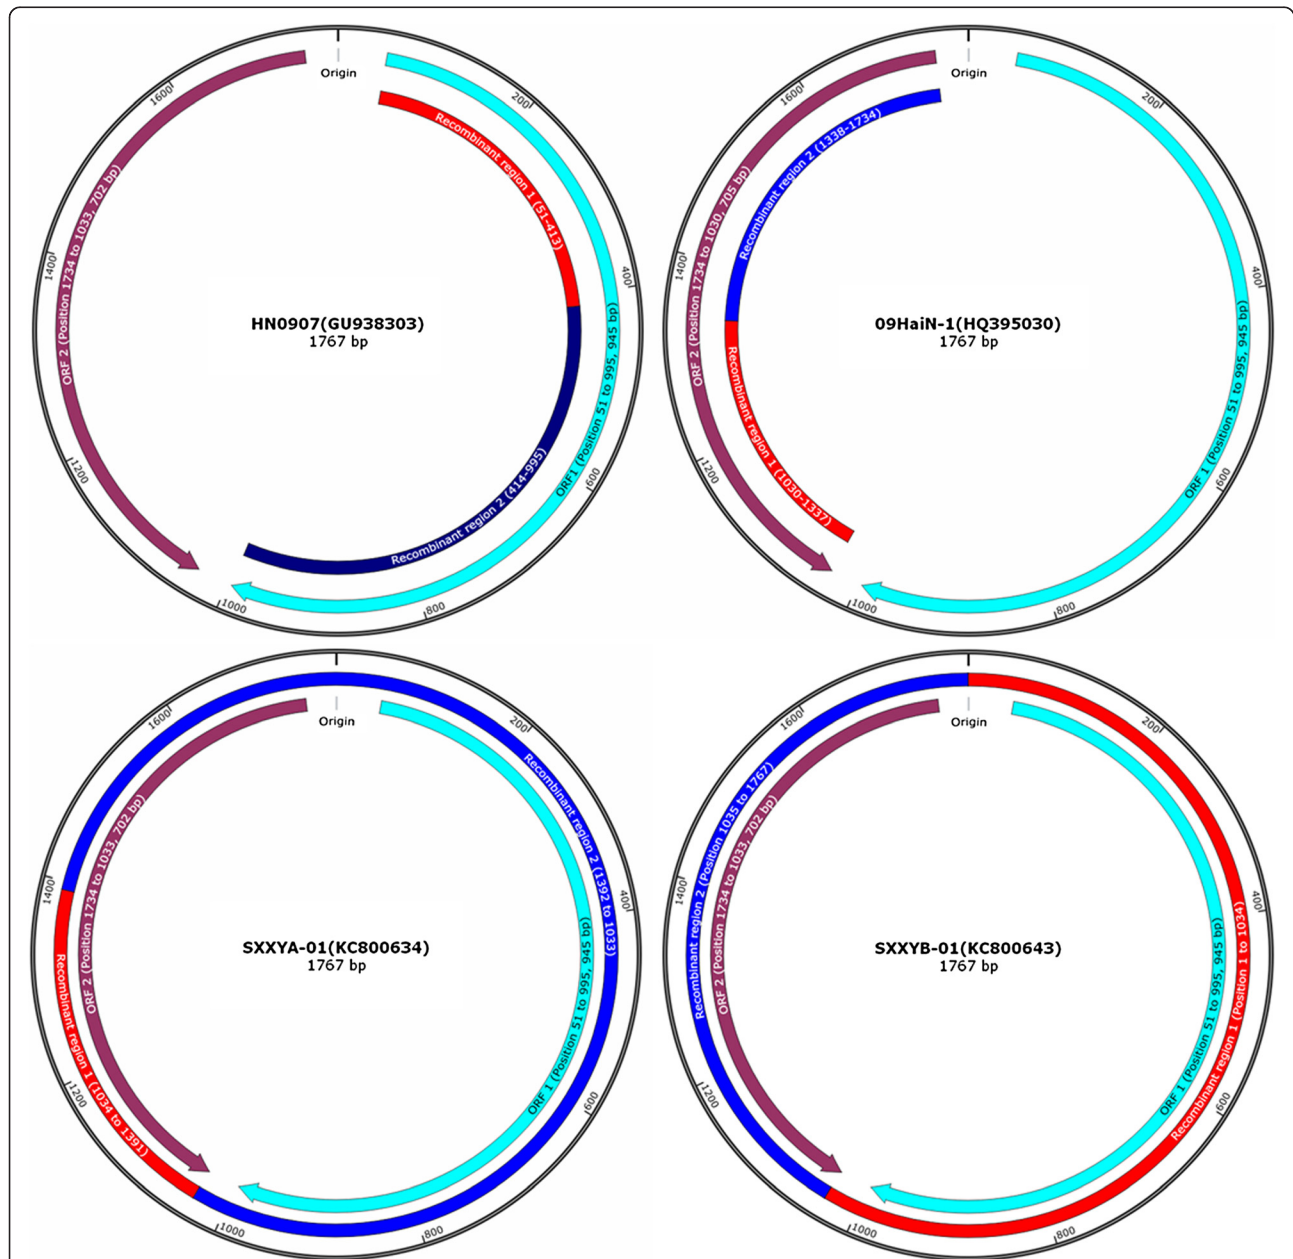 Origin
200
400
600
800
1000
1200
1400
1600
ORF1 (Position 51 to 995, 945 bp)
ORF 2 (Position 1734 to 1033, 702 bp)
Recombinant region 1 (51-413)
Recombinant region 2 (414-995)
HN0907(GU938303)
1767 bp
Origin
200
400
600
800
1000
1200
1400
1600
ORF 1 (Position 51 to 995, 945 bp)
ORF 2 (Position 1734 to 1030, 705 bp)
Recombinant region 2 (1338-1734)
Recombinant region 1 (1030-1337)
09HaiN-1(HQ395030)
1767 bp
Origin
200
400
600
800
1000
1200
1400
1600
Recombinant region 2 (1392 to 1033)
Recombinant region 1 (1034 to 1391)
ORF 1 (Position 51 to 995, 945 bp)
ORF 2 (Position 1734 to 1033, 702 bp)
SXXYA-01(KC800634)
1767 bp
Origin
200
400
600
800
1000
1200
1400
1600
Recombinant region 2 (Position 1035 to 1767)
Recombinant region 1 (Position 1 to 1034)
ORF 1 (Position 51 to 995, 945 bp)
ORF 2 (Position 1734 to 1033, 702 bp)
SXXYB-01(KC800643)
1767 bp